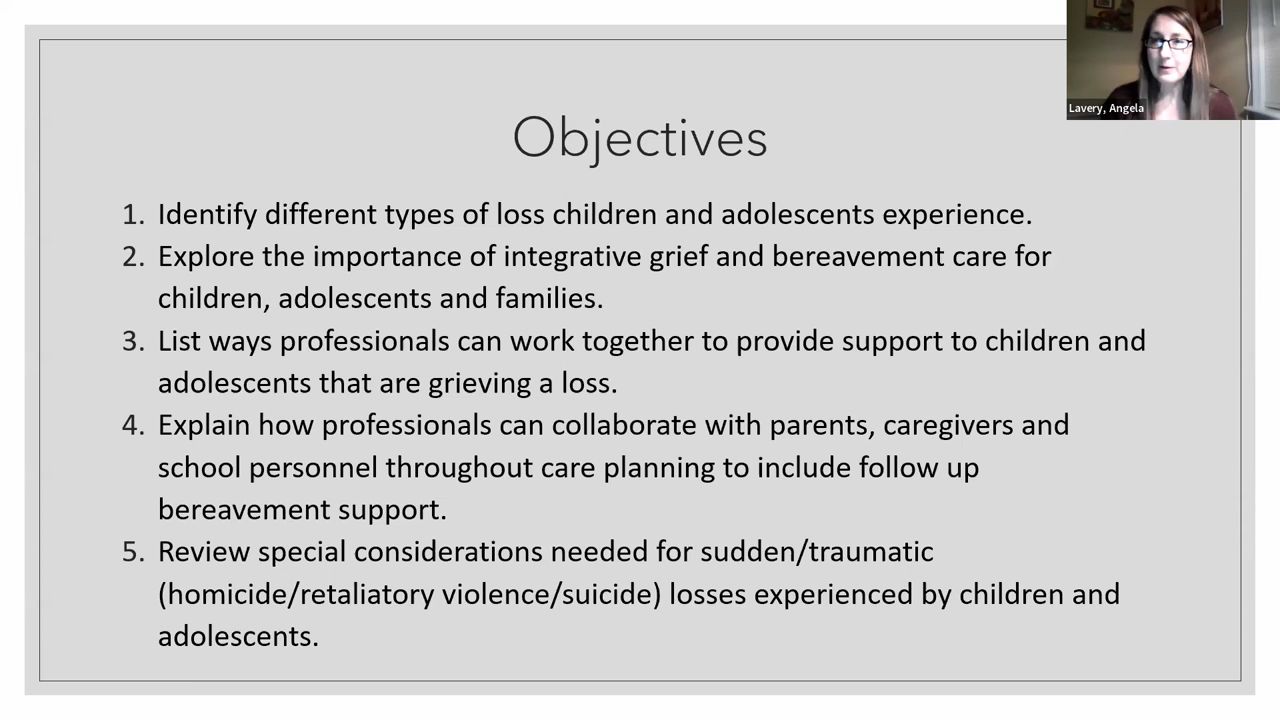 Lavery, Angela
Objectives
1. Identify different types of loss children and adolescents experience.
2. Explore the importance of integrative grief and bereavement care for
children, adolescents and families.
3. List ways professionals can work together to provide support to children and
adolescents that are grieving a loss.
4. Explain how professionals can collaborate with parents, caregivers and
school personnel throughout care planning to include follow up
bereavement support.
5. Review special considerations needed for sudden/traumatic
(homicide/retaliatory violence/suicide) losses experienced by children and
adolescents.